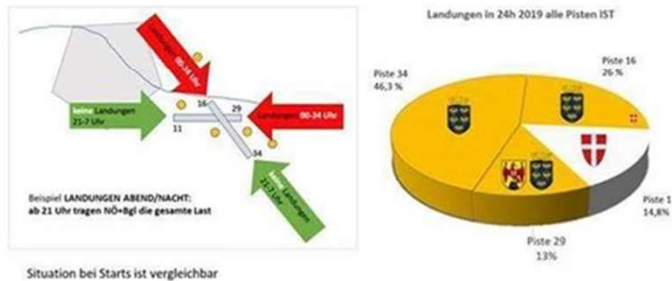 Landungen in 24h 2019 alle Pisten IST
Landungen 00-24 Uhr
keine Landungen
21-7 Uhr
16
29
11
34
Landungen 00-24 Uhr
keine Landungen
21-7 Uhr
Beispiel LANDUNGEN ABEND/NACHT:
ab 21 Uhr tragen NÖ+Bgl die gesamte Last
Situation bei Starts ist vergleichbar
Piste 34
46,3 %
Piste 16
26 %
Piste 1
14,8%
Piste 29
13%